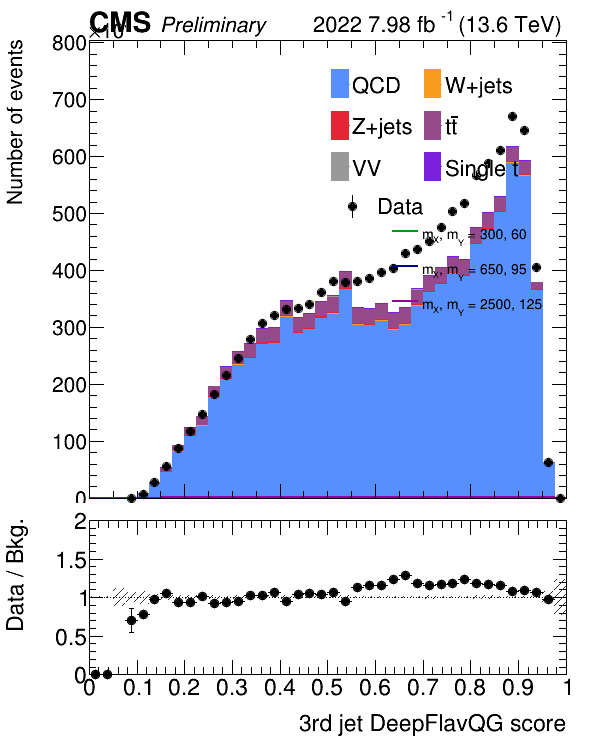 CMS Preliminary 2022 7.98 fb -1 (13.6 TeV)
800
700
600
500
400
300
200
100
0
Number of events
QCD
W+jets
Z+jets
tt̄
VV
Single t
Data
mX, mY = 300, 60
mX, mY = 650, 95
mX, mY = 2500, 125
Data / Bkg.
2
1.5
1
0.5
0
0 0.1 0.2 0.3 0.4 0.5 0.6 0.7 0.8 0.9 1
3rd jet DeepFlavQG score